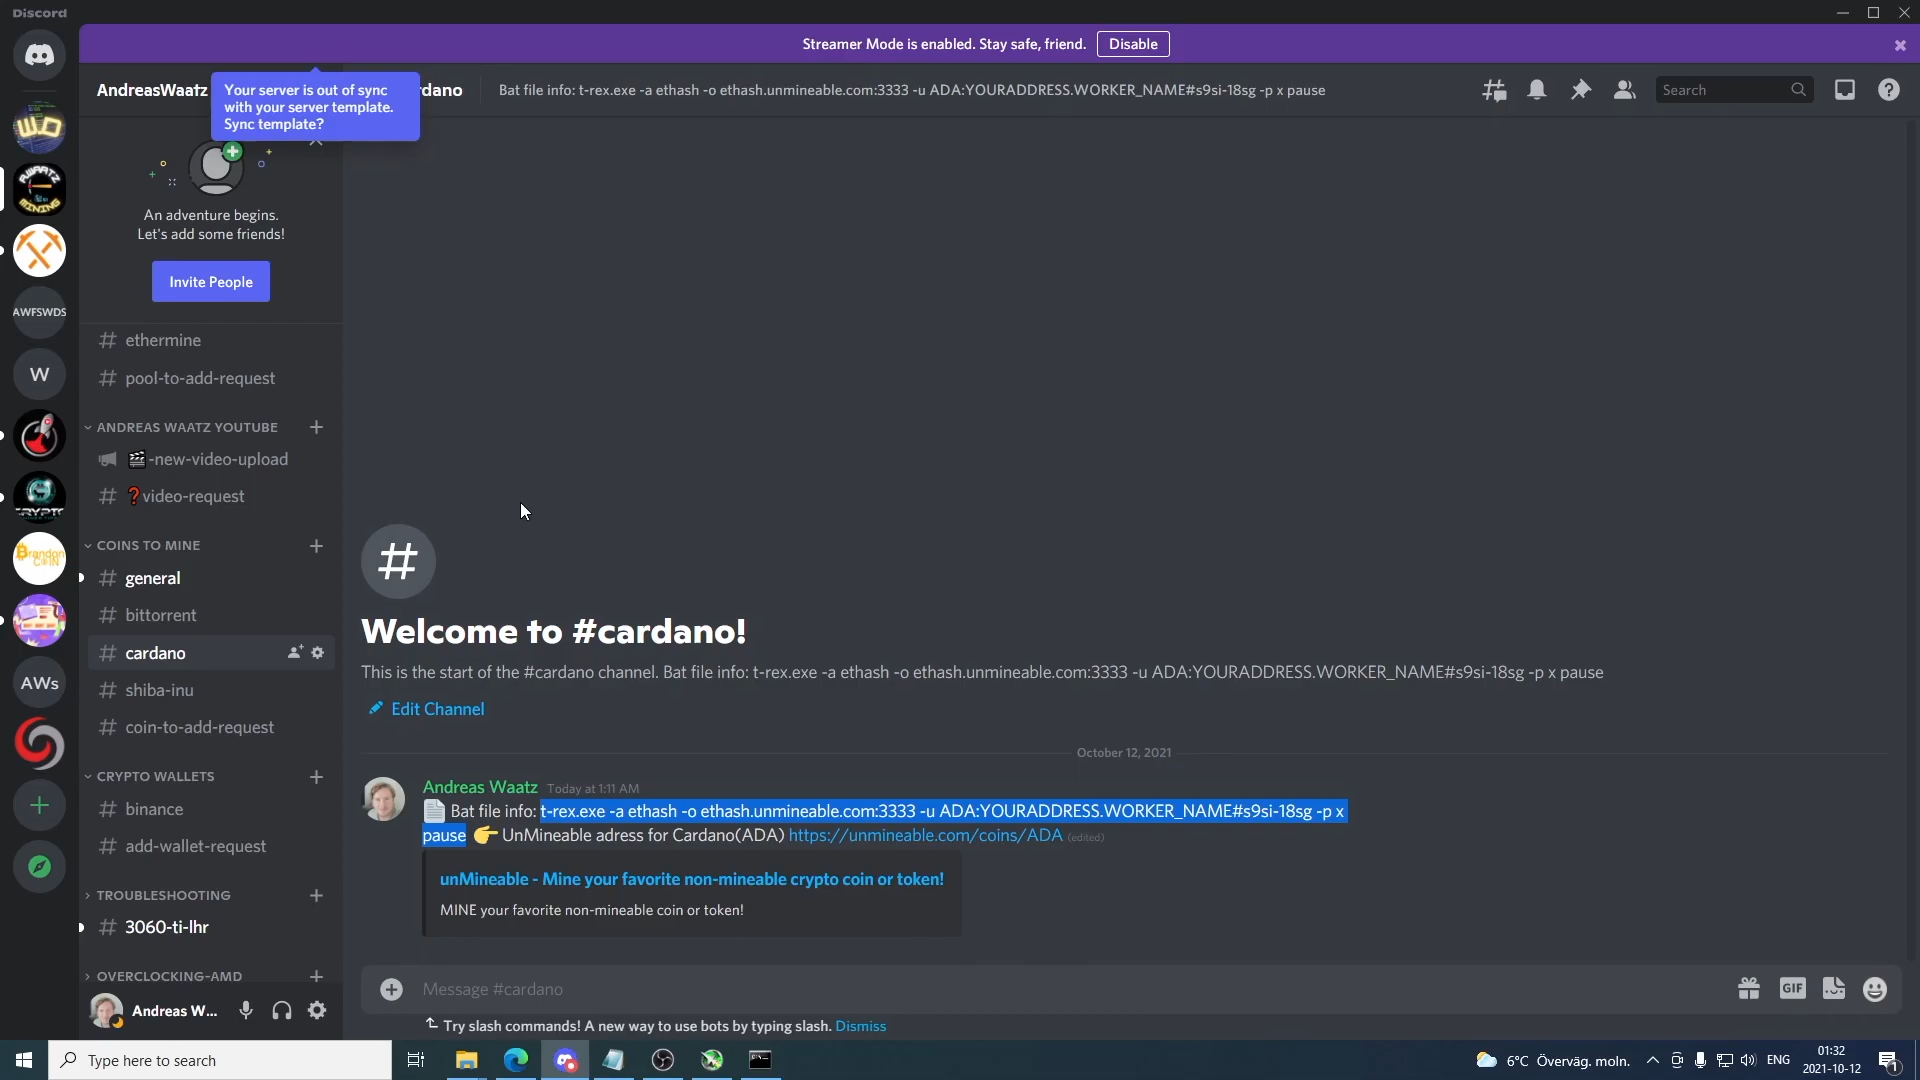 Discord
Streamer Mode is enabled. Stay safe, friend.
Disable
AndreasWaatz
Your server is out of sync
with your server template.
Sync template?
rdano
Bat file info: t-rex.exe -a ethash -o ethash.unmineable.com:3333 -u ADA:YOURADDRESS.WORKER_NAME#s9si-18sg -p x pause
Search
An adventure begins.
Let's add some friends!
Invite People
AWFSWDS
W
AWs
ethermine
pool-to-add-request
ANDREAS WAATZ YOUTUBE
-new-video-upload
❓video-request
COINS TO MINE
general
bittorrent
cardano
shiba-inu
coin-to-add-request
CRYPTO WALLETS
binance
add-wallet-request
TROUBLESHOOTING
3060-ti-lhr
OVERCLOCKING-AMD
Andreas W...
#
Welcome to #cardano!
This is the start of the #cardano channel. Bat file info: t-rex.exe -a ethash -o ethash.unmineable.com:3333 -u ADA:YOURADDRESS.WORKER_NAME#s9si-18sg -p x pause
Edit Channel
October 12, 2021
Andreas Waatz Today at 1:11 AM
Bat file info: t-rex.exe -a ethash -o ethash.unmineable.com:3333 -u ADA:YOURADDRESS.WORKER_NAME#s9si-18sg -p x
pause 👉 UnMineable adress for Cardano(ADA) https://unmineable.com/coins/ADA (edited)
unMineable - Mine your favorite non-mineable crypto coin or token!
MINE your favorite non-mineable coin or token!
Message #cardano
GIF
Try slash commands! A new way to use bots by typing slash. Dismiss
Type here to search
6°C Överväg. moln.
ENG
01:32
2021-10-12
1